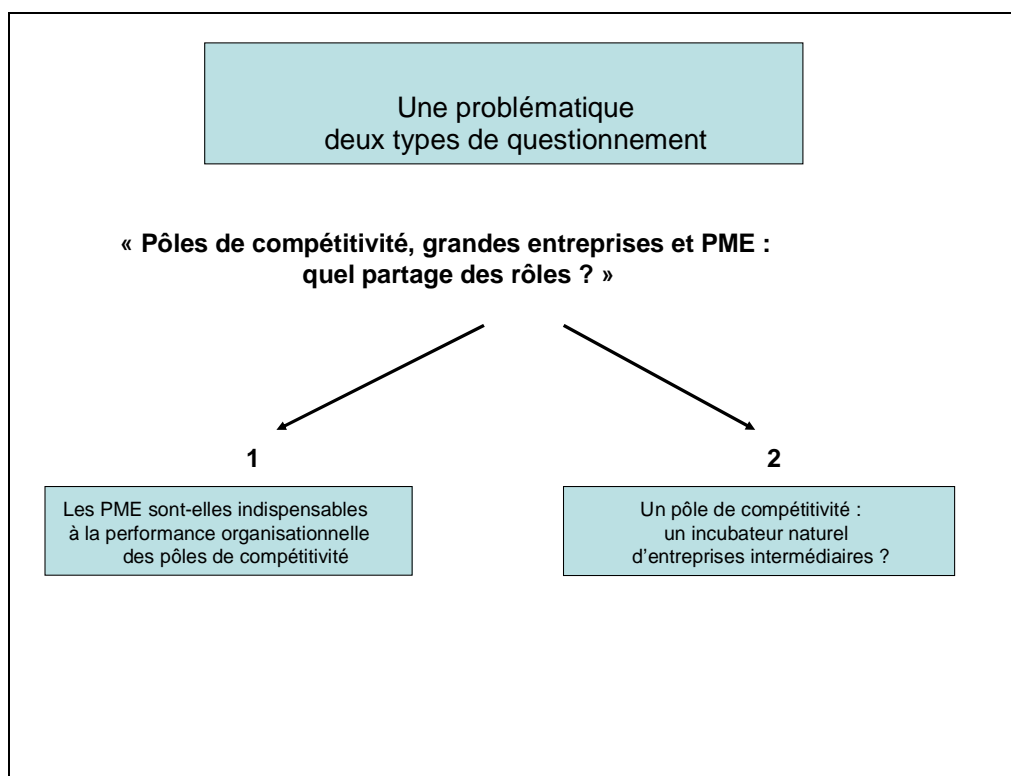 Une problématique
deux types de questionnement
« Pôles de compétitivité, grandes entreprises et PME :
quel partage des rôles ? »
1
Les PME sont-elles indispensables
à la performance organisationnelle
des pôles de compétitivité
2
Un pôle de compétitivité :
un incubateur naturel
d'entreprises intermédiaires ?